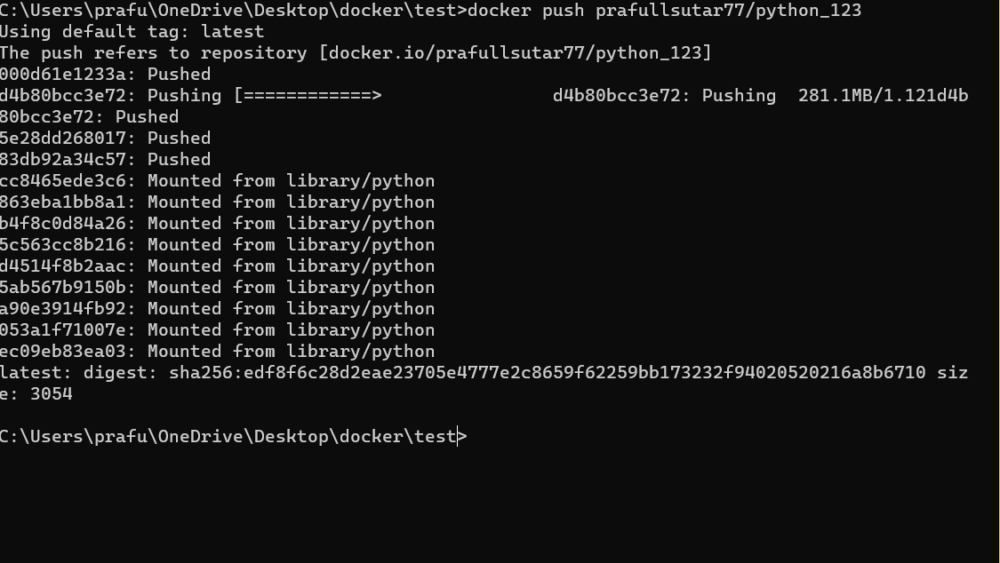 C:\Users\prafu\OneDrive\Desktop\docker\test>docker push prafullsutar77/python_123
Using default tag: latest
The push refers to repository [docker.io/prafullsutar77/python_123]
000d61e1233a: Pushed
d4b80bcc3e72: Pushing [============>                d4b80bcc3e72: Pushing  281.1MB/1.121d4b
80bcc3e72: Pushed
5e28dd268017: Pushed
83db92a34c57: Pushed
cc8465ede3c6: Mounted from library/python
863eba1bb8a1: Mounted from library/python
b4f8c0d84a26: Mounted from library/python
5c563cc8b216: Mounted from library/python
d4514f8b2aac: Mounted from library/python
5ab567b9150b: Mounted from library/python
a90e3914fb92: Mounted from library/python
053a1f71007e: Mounted from library/python
ec09eb83ea03: Mounted from library/python
latest: digest: sha256:edf8f6c28d2eae23705e4777e2c8659f62259bb173232f94020520216a8b6710 siz
e: 3054
C:\Users\prafu\OneDrive\Desktop\docker\test>